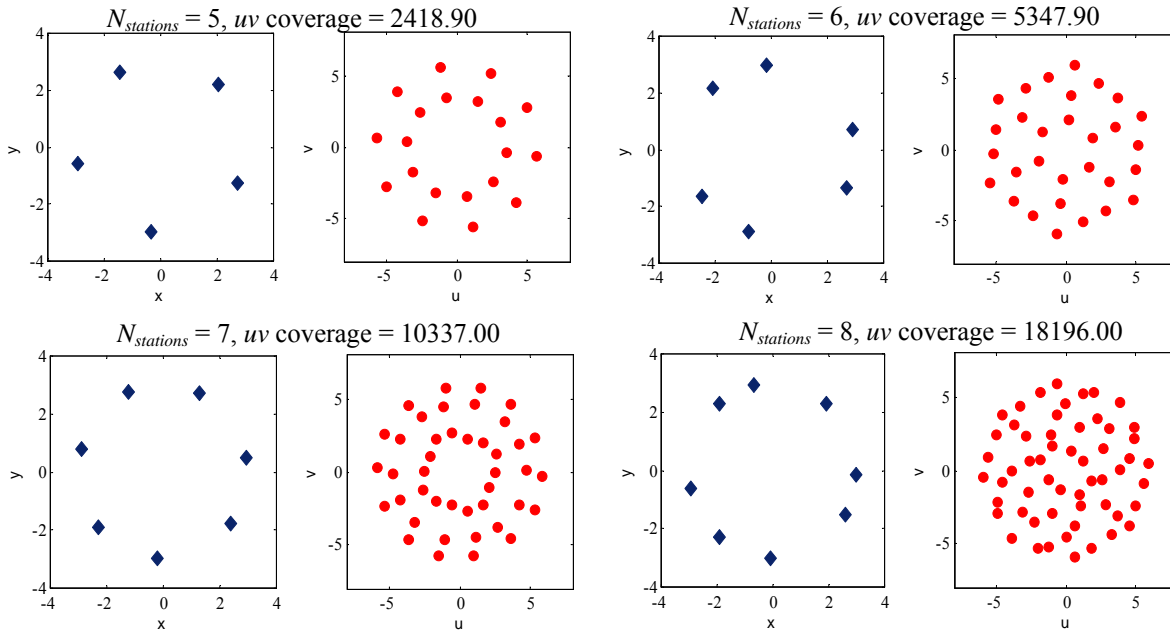 N_stations = 5, uv coverage = 2418.90
4
2
0
-2
-4
y
-4 -2 0 2 4
x
5
0
-5
v
-5 0 5
u
N_stations = 6, uv coverage = 5347.90
4
2
0
-2
-4
y
-4 -2 0 2 4
x
5
0
-5
v
-5 0 5
u
N_stations = 7, uv coverage = 10337.00
4
2
0
-2
-4
y
-4 -2 0 2 4
x
5
0
-5
v
-5 0 5
u
N_stations = 8, uv coverage = 18196.00
4
2
0
-2
-4
y
-4 -2 0 2 4
x
5
0
-5
v
-5 0 5
u